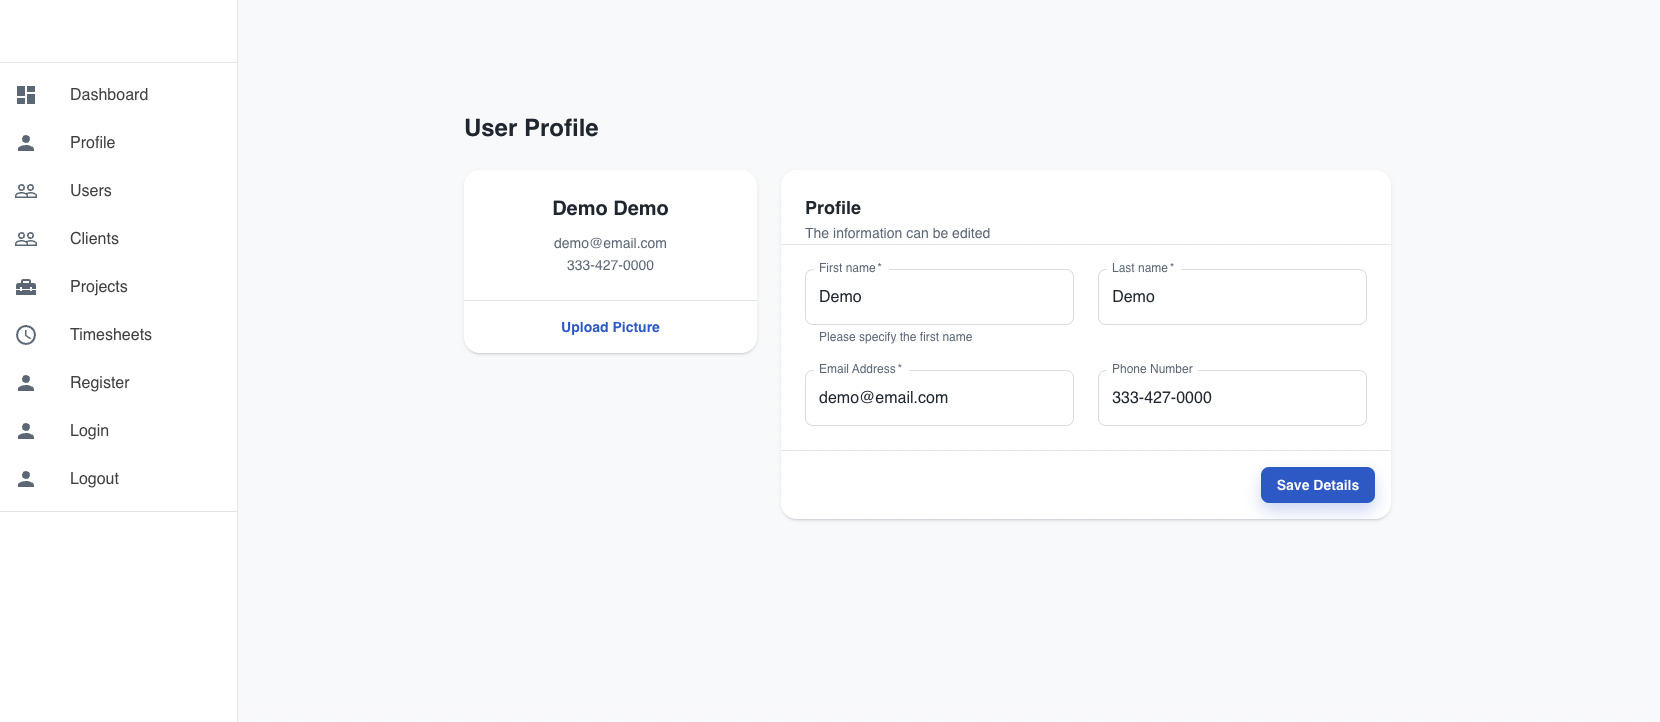 Dashboard
Profile
Users
Clients
Projects
Timesheets
Register
Login
Logout
User Profile
Demo Demo
demo@email.com
333-427-0000
Upload Picture
Profile
The information can be edited
First name *
Demo
Please specify the first name
Last name *
Demo
Email Address *
demo@email.com
Phone Number
333-427-0000
Save Details